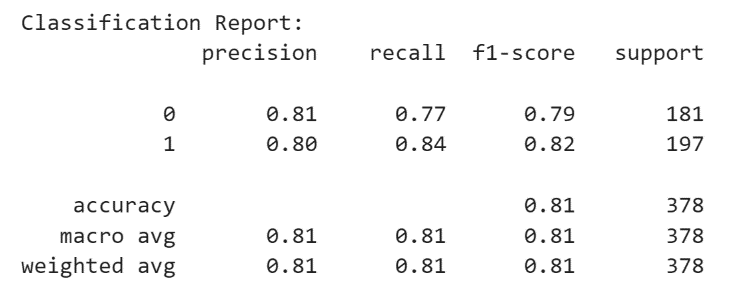 Classification Report:
precision recall f1-score support
0 0.81 0.77 0.79 181
1 0.80 0.84 0.82 197
accuracy 0.81 378
macro avg 0.81 0.81 0.81 378
weighted avg 0.81 0.81 0.81 378